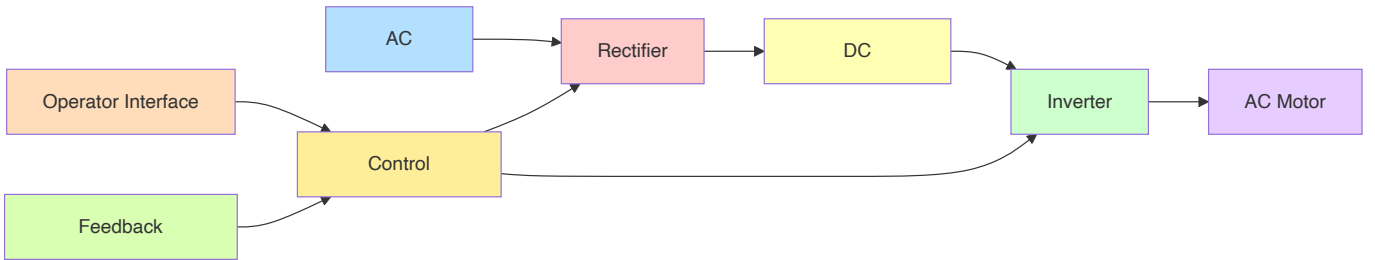 AC
Rectifier
DC
Operator Interface
Inverter
AC Motor
Control
Feedback